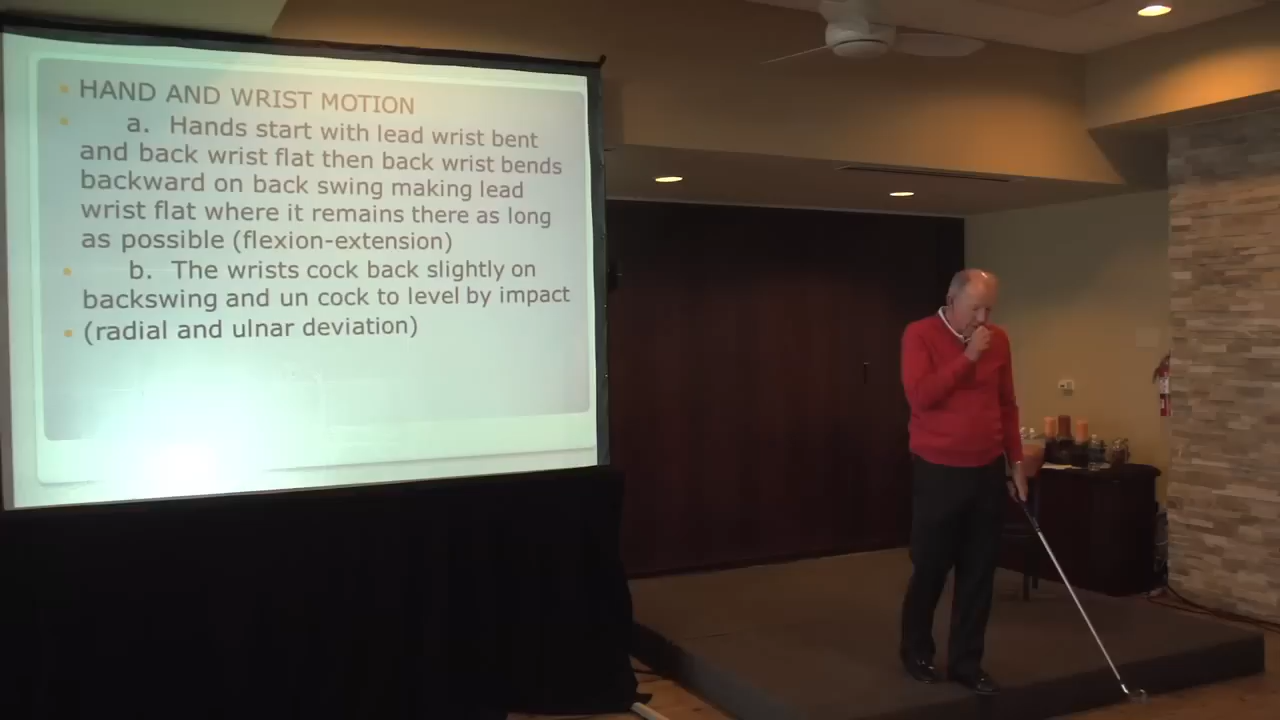 • HAND AND WRIST MOTION
• a. Hands start with lead wrist bent
and back wrist flat then back wrist bends
backward on back swing making lead
wrist flat where it remains there as long
as possible (flexion-extension)
• b. The wrists cock back slightly on
backswing and un cock to level by impact
• (radial and ulnar deviation)